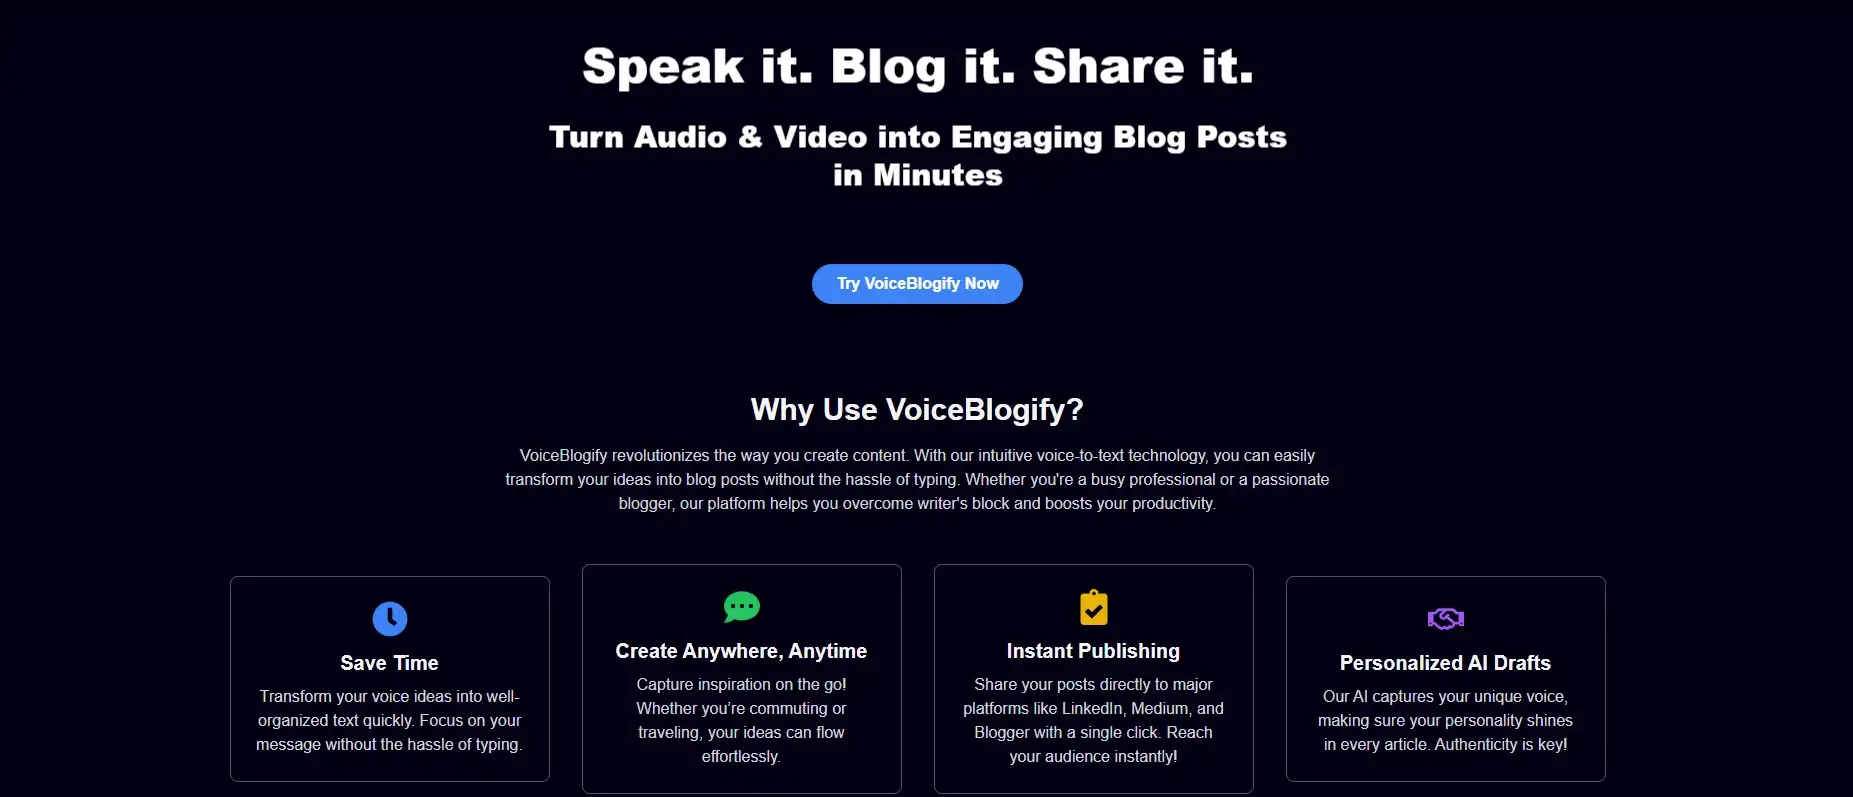 Speak it. Blog it. Share it.
Turn Audio & Video into Engaging Blog Posts
in Minutes
Try VoiceBlogify Now
Why Use VoiceBlogify?
VoiceBlogify revolutionizes the way you create content. With our intuitive voice-to-text technology, you can easily
transform your ideas into blog posts without the hassle of typing. Whether you're a busy professional or a passionate
blogger, our platform helps you overcome writer's block and boosts your productivity.
Save Time
Transform your voice ideas into well-
organized text quickly. Focus on your
message without the hassle of typing.
Create Anywhere, Anytime
Capture inspiration on the go!
Whether you’re commuting or
traveling, your ideas can flow
effortlessly.
Instant Publishing
Share your posts directly to major
platforms like LinkedIn, Medium, and
Blogger with a single click. Reach
your audience instantly!
Personalized AI Drafts
Our AI captures your unique voice,
making sure your personality shines
in every article. Authenticity is key!